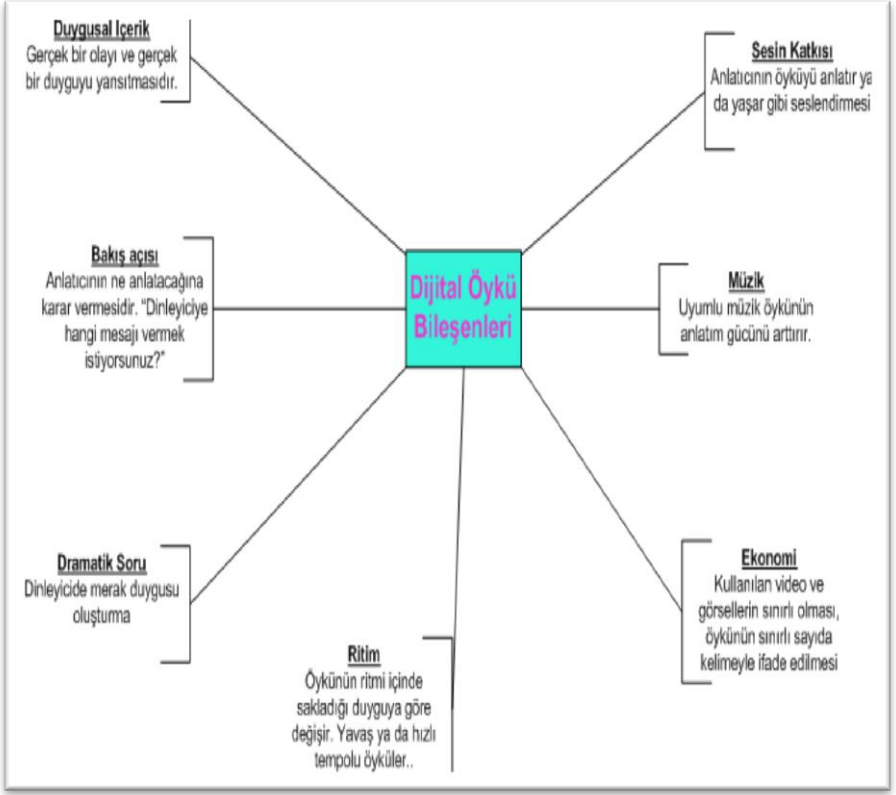 Duygusal Içerik
Gerçek bir olayı ve gerçek
bir duyguyu yansıtmasıdır.
Sesin Katkısı
Anlatıcının öyküyü anlatır ya
da yaşar gibi seslendirmesi
Bakış açısı
Anlatıcının ne anlatacağına
karar vermesidir. "Dinleyiciye
hangi mesajı vermek
istiyorsunuz?"
Dijital Öykü
Bileşenleri
Müzik
Uyumlu müzik öykünün
anlatım gücünü arttırır.
Dramatik Soru
Dinleyicide merak duygusu
oluşturma
Ritim
Öykünün ritmi içinde
sakladığı duyguya göre
değişir. Yavaş ya da hızlı
tempolu öyküler..
Ekonomi
Kullanılan video ve
görsellerin sınırlı olması,
öykünün sınırlı sayıda
kelimeyle ifade edilmesi